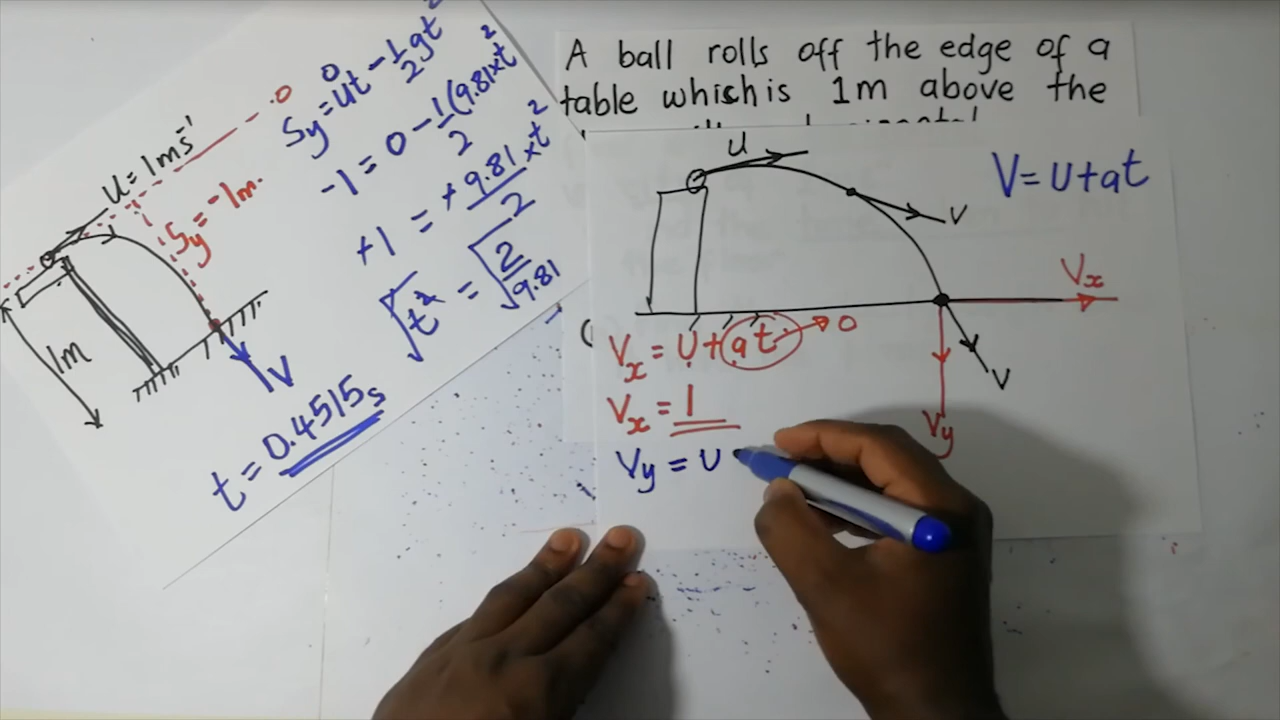 U = 1ms⁻¹
0
Sy = -1m.
1m
V
0
Sy = ut - 1/2 gt²
-1 = 0 - 1/2 (9.81 x t²
+1 = + 9.81 x t² / 2
√t² = √2/9.81
t = 0.4515s
A ball rolls off the edge of a
table which is 1m above the
U
V = U + at
V
Vx
V
Vy
Vx = U + at → 0
Vx = 1
Vy = U